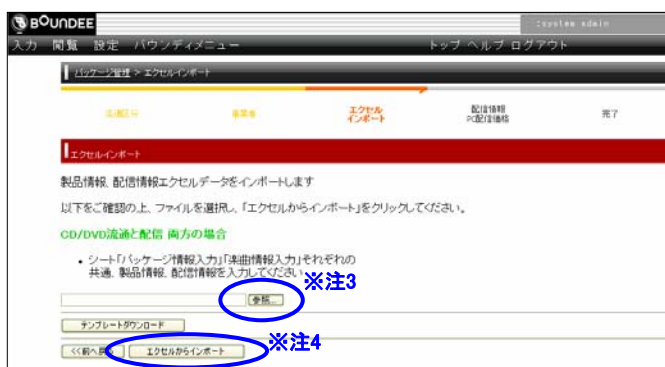 BOUNDEE
:system admin
入力 閲覧 設定 バウンディメニュー トップ ヘルプ ログアウト
パッケージ管理 > エクセルインポート
流通区分 事業者 エクセル
インポート 配信情報
PC配信価格 完了
エクセルインポート
製品情報、配信情報エクセルデータをインポートします
以下をご確認の上、ファイルを選択し、「エクセルからインポート」をクリックしてください。
CD/DVD流通と配信 両方の場合
• シート「パッケージ情報入力」「楽曲情報入力」それぞれの
共通、製品情報、配信情報を入力してください
※注3
参照...
テンプレートダウンロード
<<前へ戻る エクセルからインポート ※注4